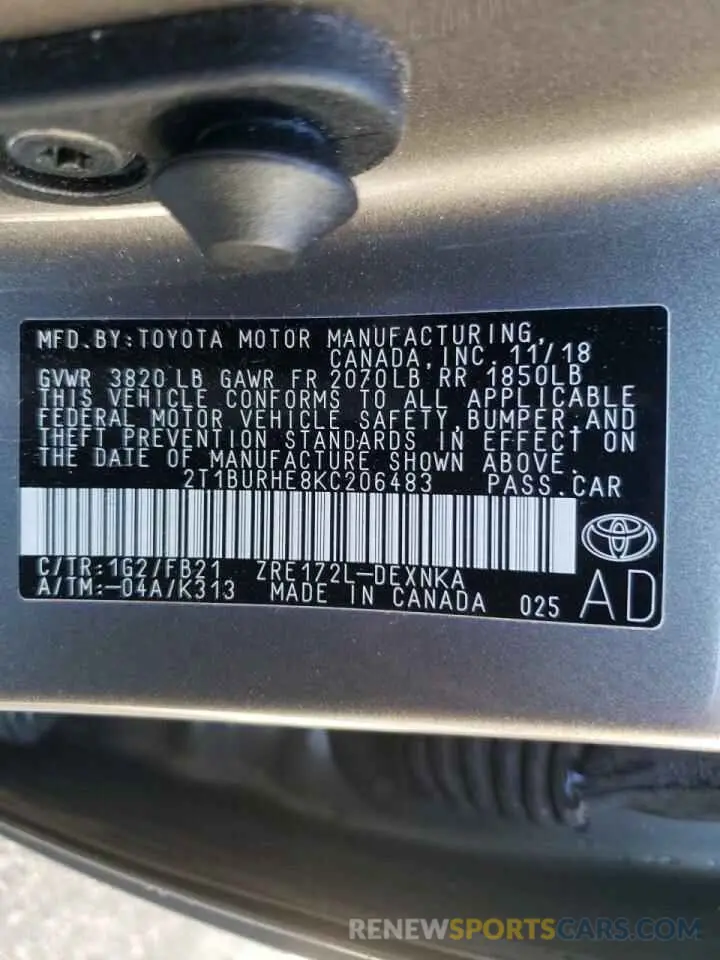 MFD.BY:TOYOTA MOTOR MANUFACTURING,
CANADA,INC. 11/18
GVWR 3820 LB GAWR FR 2070LB RR 1850LB
THIS VEHICLE CONFORMS TO ALL APPLICABLE
FEDERAL MOTOR VEHICLE SAFETY,BUMPER,AND
THEFT PREVENTION STANDARDS IN EFFECT ON
THE DATE OF MANUFACTURE SHOWN ABOVE.
2T1BURHE8KC206483 PASS.CAR
C/TR:1G2/FB21 ZRE172L-DEXNKA
A/TM:-04A/K313 MADE IN CANADA 025 AD
RENEWSPORTSCARS.COM